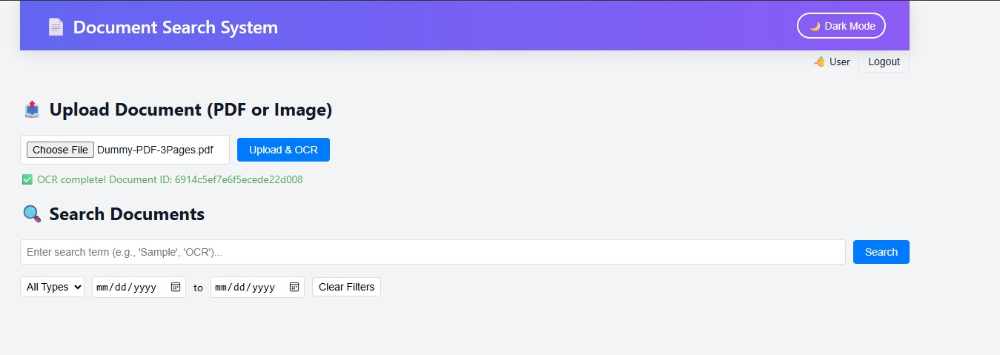 Document Search System
Dark Mode
User Logout
Upload Document (PDF or Image)
Choose File Dummy-PDF-3Pages.pdf Upload & OCR
OCR complete! Document ID: 6914c5ef7e6f5ecede22d008
Search Documents
Enter search term (e.g., 'Sample', 'OCR')... Search
All Types mm/dd/yyyy to mm/dd/yyyy Clear Filters